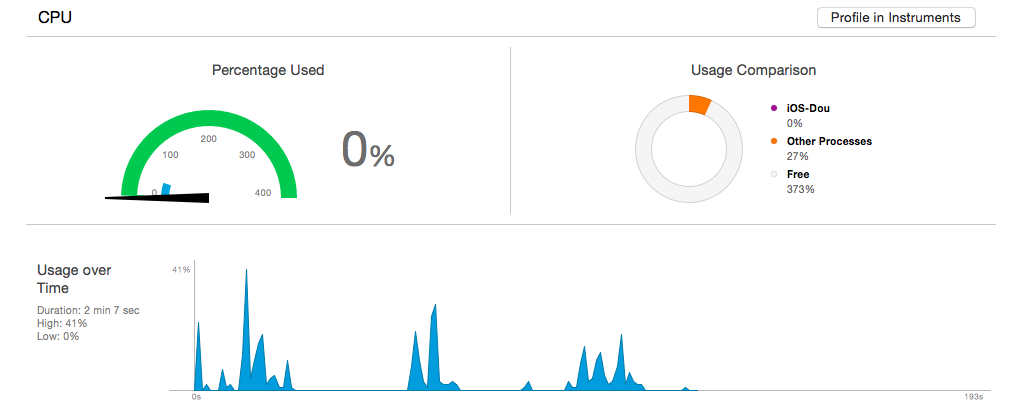 CPU
Profile in Instruments
Percentage Used
0
100
200
300
400
0%
Usage Comparison
iOS-Dou
0%
Other Processes
27%
Free
373%
Usage over
Time
Duration: 2 min 7 sec
High: 41%
Low: 0%
41%
0s
193s